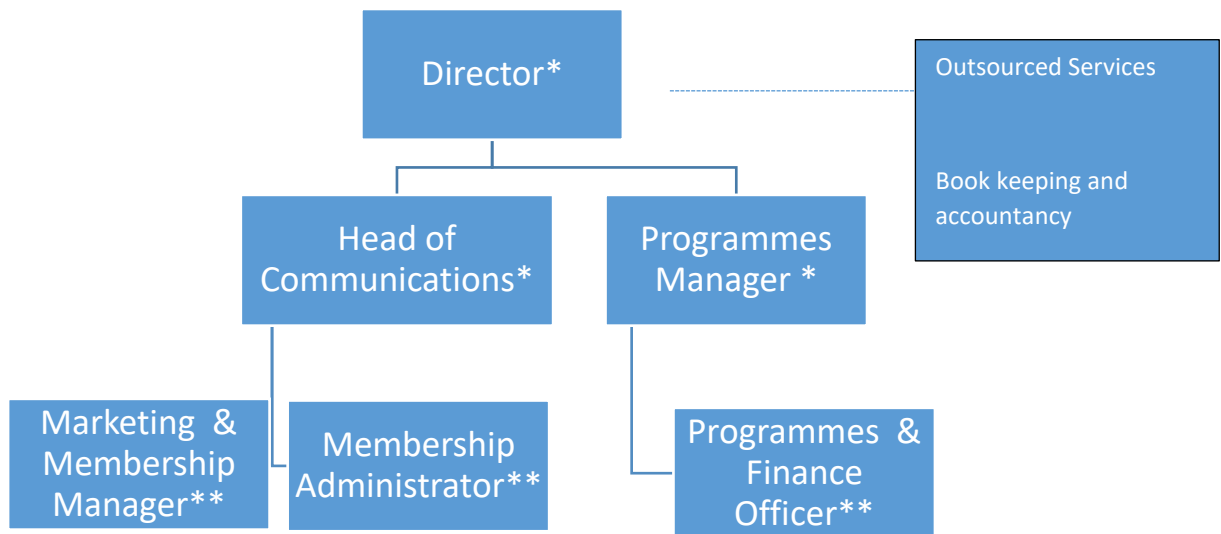 Director*
Outsourced Services
Book keeping and
accountancy
Head of
Communications*
Programmes
Manager *
Marketing &
Membership
Manager**
Membership
Administrator**
Programmes &
Finance
Officer**